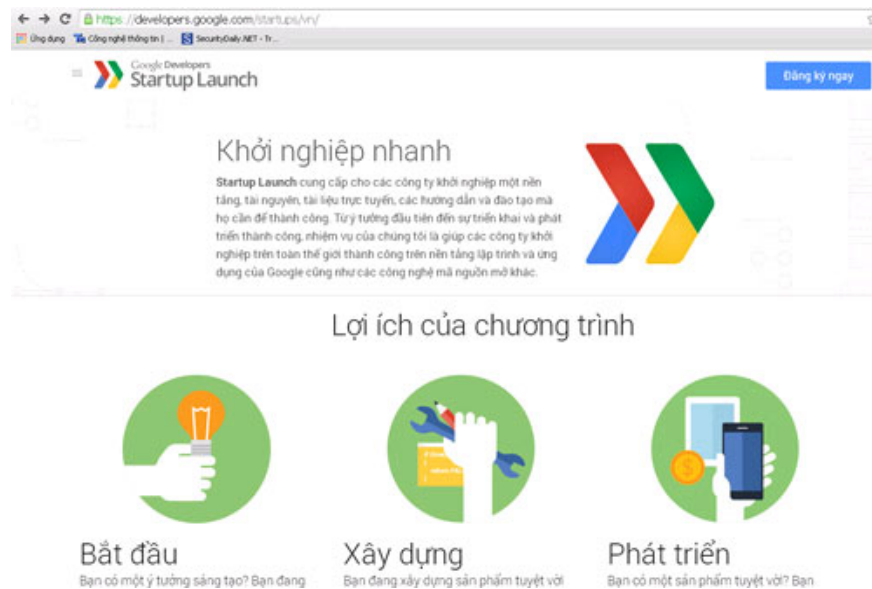 https://developers.google.com/startups/vn/
Ứng dụng Công nghệ thông tin | ... SecurityDaily.NET - Tr...
Google Developers
Startup Launch
Đăng ký ngay
Khởi nghiệp nhanh
Startup Launch cung cấp cho các công ty khởi nghiệp một nền
tảng, tài nguyên, tài liệu trực tuyến, các hướng dẫn và đào tạo mà
họ cần để thành công. Từ ý tưởng đầu tiên đến sự triển khai và phát
triển thành công, nhiệm vụ của chúng tôi là giúp các công ty khởi
nghiệp trên toàn thế giới thành công trên nền tảng lập trình và ứng
dụng của Google cũng như các công nghệ mã nguồn mở khác.
Lợi ích của chương trình
Bắt đầu
Bạn có một ý tưởng sáng tạo? Bạn đang
Xây dựng
Bạn đang xây dựng sản phẩm tuyệt vời
Phát triển
Bạn có một sản phẩm tuyệt vời? Bạn